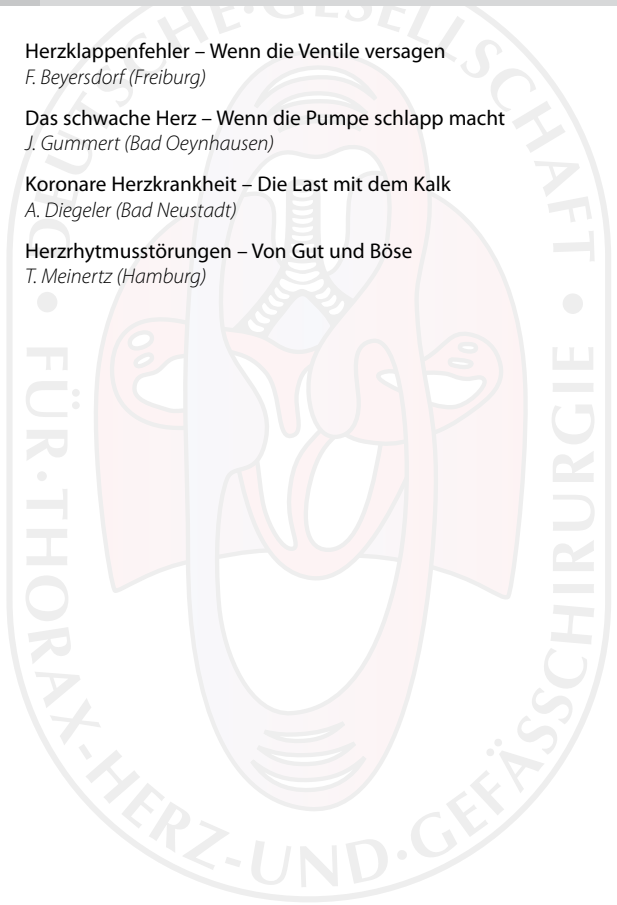 Herzklappenfehler – Wenn die Ventile versagen
F. Beyersdorf (Freiburg)
Das schwache Herz – Wenn die Pumpe schlapp macht
J. Gummert (Bad Oeynhausen)
Koronare Herzkrankheit – Die Last mit dem Kalk
A. Diegeler (Bad Neustadt)
Herzrhytmusstörungen – Von Gut und Böse
T. Meinertz (Hamburg)
DEUTSCHE·GESELLSCHAFT • FÜR·THORAX-HERZ-UND·GEFÄSSCHIRURGIE •